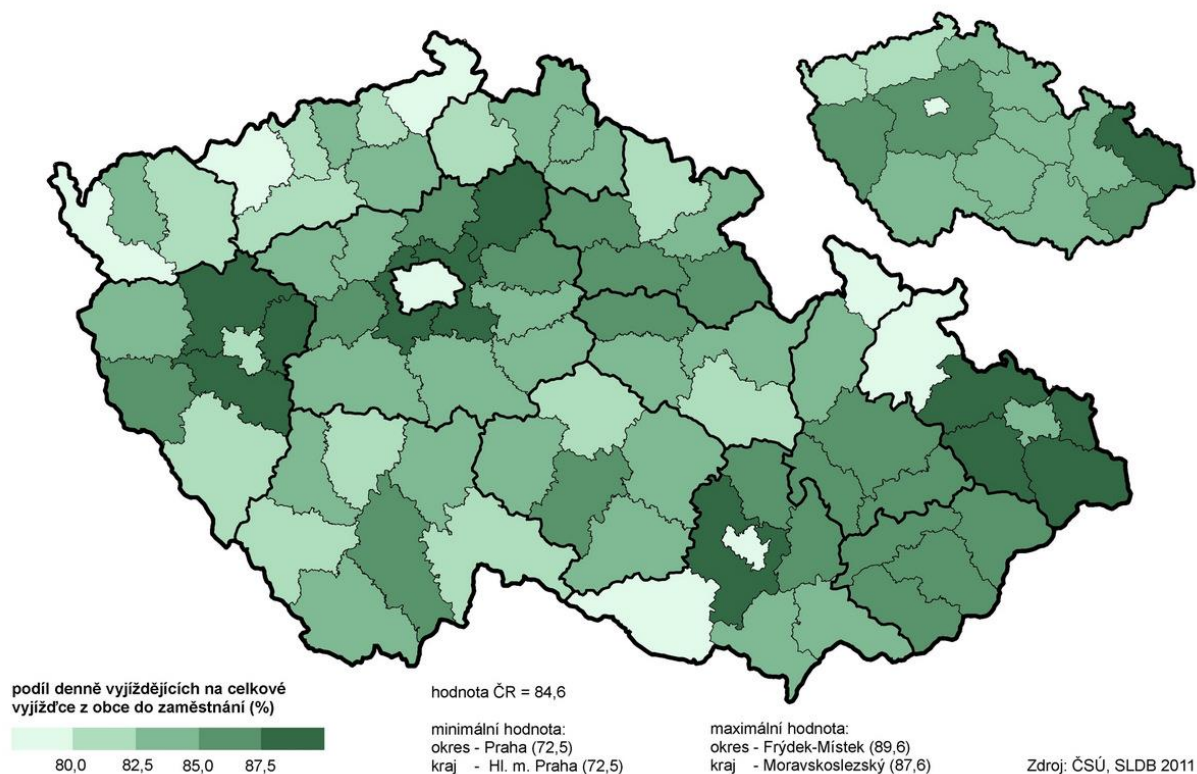 podíl denně vyjíždějících na celkové
vyjížďce z obce do zaměstnání (%)
80,0 82,5 85,0 87,5
hodnota ČR = 84,6
minimální hodnota:
okres - Praha (72,5)
kraj - Hl. m. Praha (72,5)
maximální hodnota:
okres - Frýdek-Místek (89,6)
kraj - Moravskoslezský (87,6)
Zdroj: ČSÚ, SLDB 2011